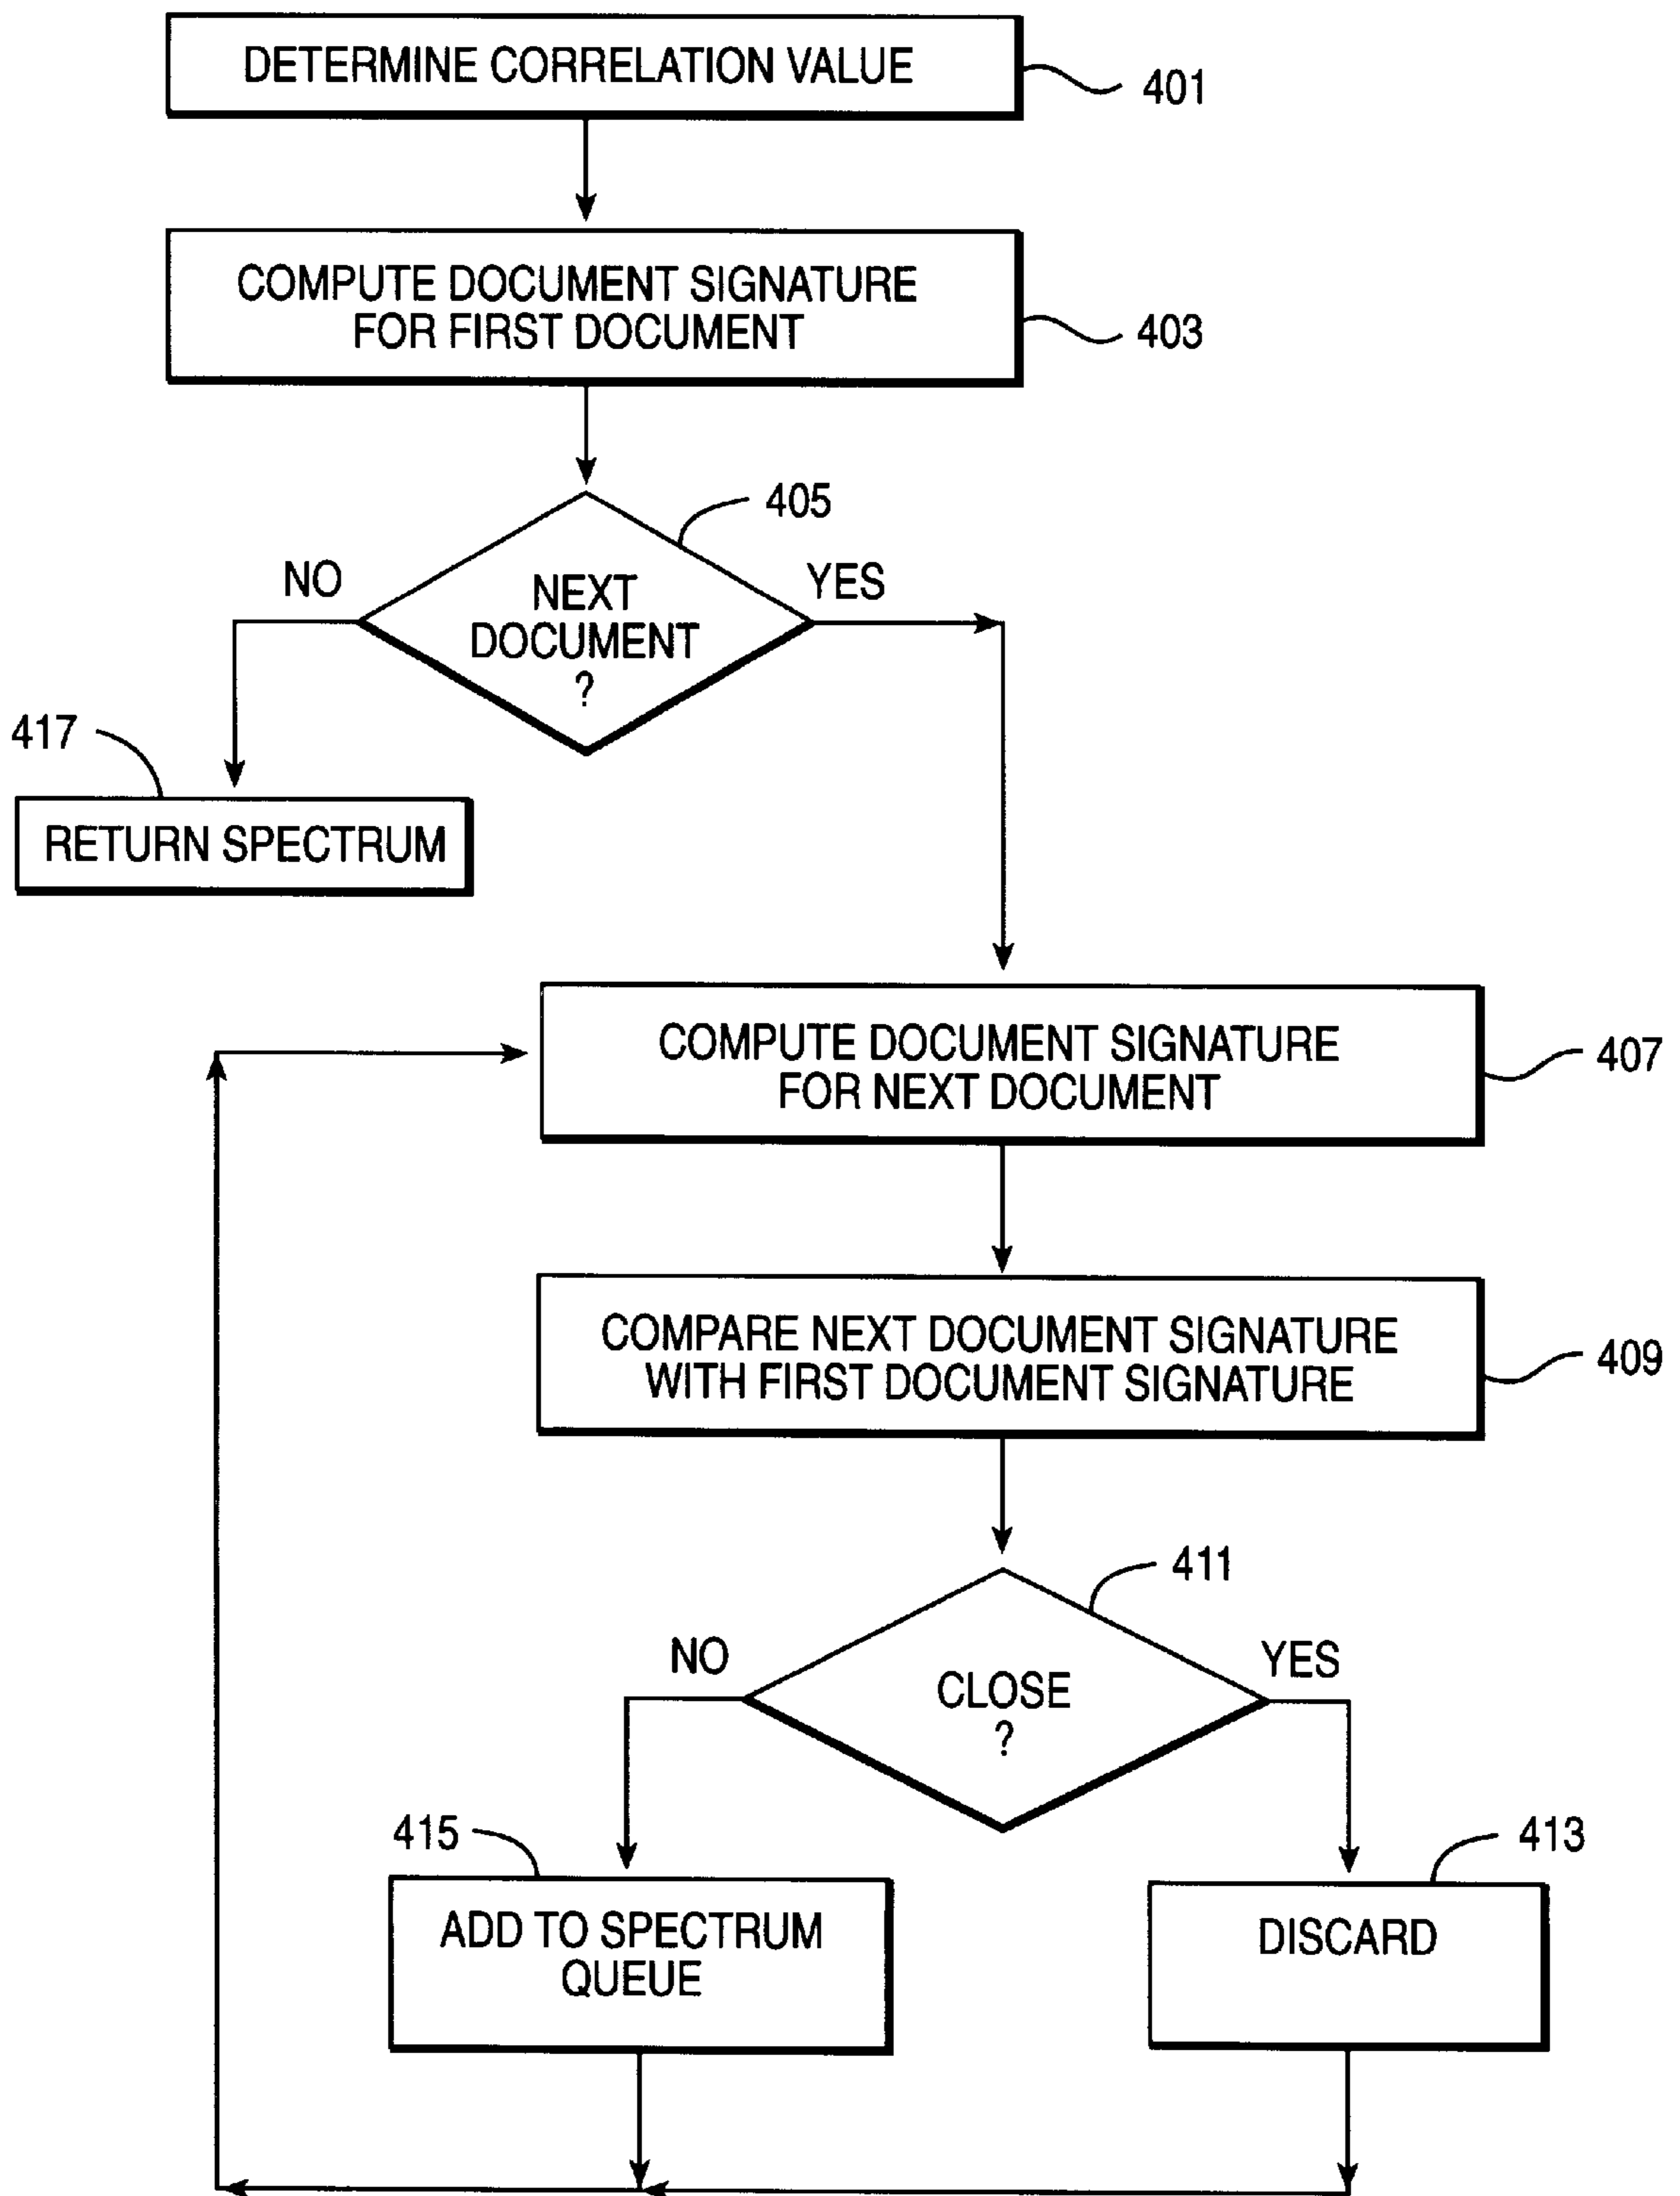 DETERMINE CORRELATION VALUE
401
COMPUTE DOCUMENT SIGNATURE
FOR FIRST DOCUMENT
403
405
NO
YES
NEXT
DOCUMENT
?
417
RETURN SPECTRUM
COMPUTE DOCUMENT SIGNATURE
FOR NEXT DOCUMENT
407
COMPARE NEXT DOCUMENT SIGNATURE
WITH FIRST DOCUMENT SIGNATURE
409
411
NO
YES
CLOSE
?
415
413
ADD TO SPECTRUM
QUEUE
DISCARD